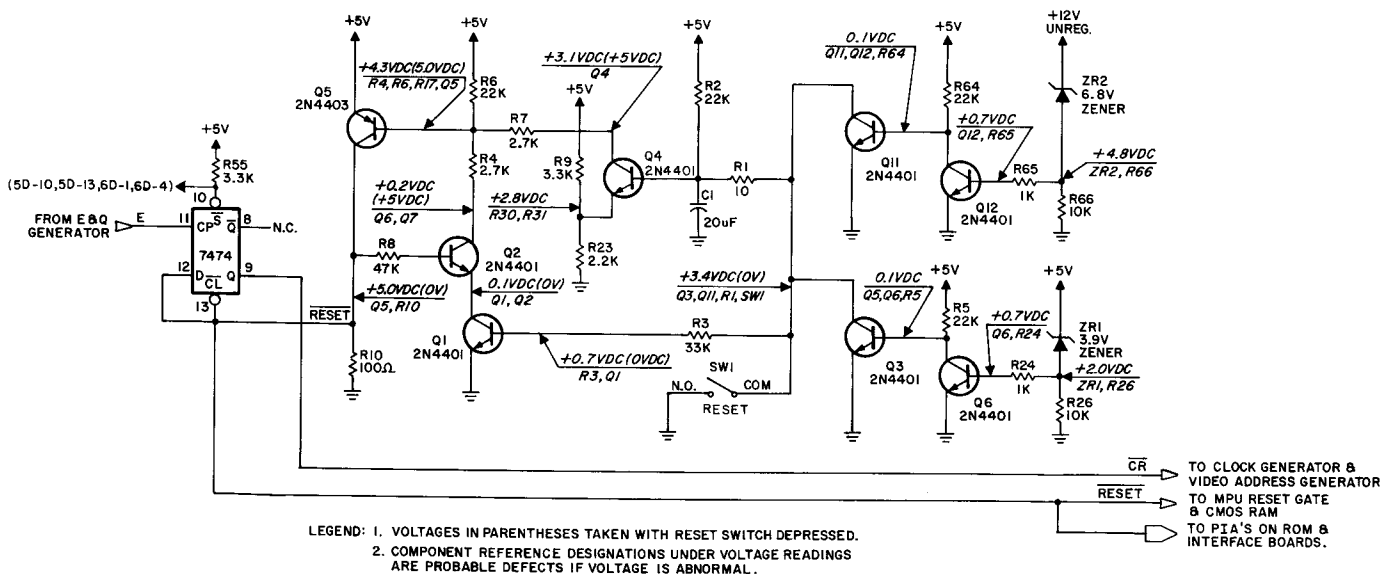 +5V
+4.3VDC(5.0VDC)
R4,R6,R17,Q5
Q5
2N4403
+5V
R6
22K
R7
2.7K
R4
2.7K
+3.1VDC(+5VDC)
Q4
+5V
R9
3.3K
Q4
2N4401
+2.8VDC
R30,R31
R23
2.2K
+5V
R2
22K
R1
10
C1
20uF
0.1VDC
Q11,Q12,R64
Q11
2N4401
+5V
R64
22K
+0.7VDC
Q12,R65
R65
1K
Q12
2N4401
+12V
UNREG.
ZR2
6.8V
ZENER
+4.8VDC
ZR2, R66
R66
10K
+5V
R55
3.3K
(5D-10,5D-13,6D-1,6D-4)
10
FROM E&Q
GENERATOR
E
11
CP
S
Q
8
N.C.
7474
12
D
CL
Q
9
13
RESET
+0.2VDC
(+5VDC)
Q6, Q7
R8
47K
Q2
2N4401
+5.0VDC(0V)
Q5,R10
0.1VDC(0V)
Q1, Q2
R10
100Ω
Q1
2N4401
+0.7VDC(0VDC)
R3, Q1
R3
33K
+3.4VDC(0V)
Q3,Q11,R1,SW1
SW1
N.O.
COM
RESET
0.1VDC
Q5,Q6,R5
Q3
2N4401
+5V
R5
22K
+0.7VDC
Q6,R24
R24
1K
Q6
2N4401
+5V
ZR1
3.9V
ZENER
+2.0VDC
ZR1, R26
R26
10K
CR
TO CLOCK GENERATOR &
VIDEO ADDRESS GENERATOR
RESET
TO MPU RESET GATE
& CMOS RAM
TO PIA'S ON ROM &
INTERFACE BOARDS.
LEGEND: 1. VOLTAGES IN PARENTHESES TAKEN WITH RESET SWITCH DEPRESSED.
2. COMPONENT REFERENCE DESIGNATIONS UNDER VOLTAGE READINGS
ARE PROBABLE DEFECTS IF VOLTAGE IS ABNORMAL.